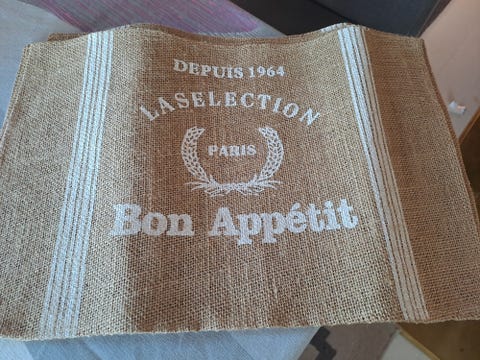 DEPUIS 1964
LASELECTION
PARIS
Bon Appétit